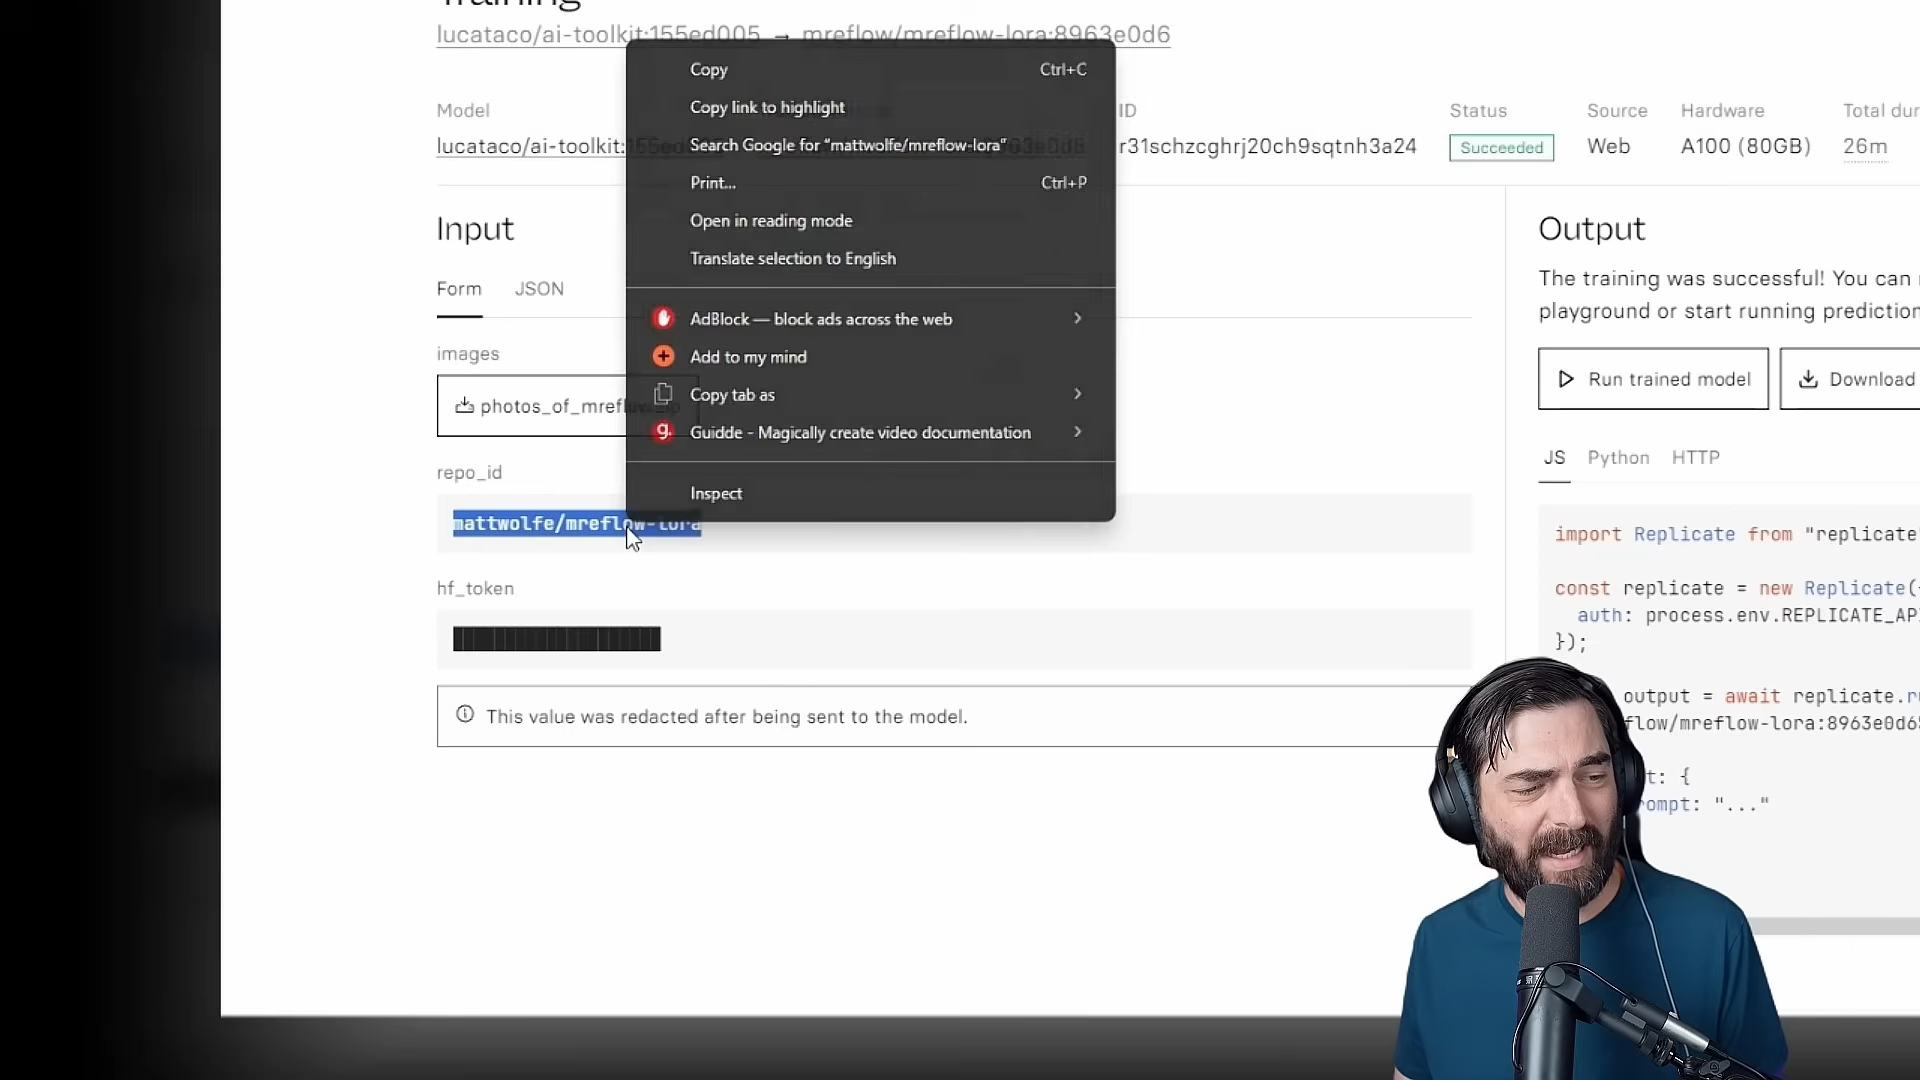 Training
lucataco/ai-toolkit:155ed005 → mreflow/mreflow-lora:8963e0d6
Copy Ctrl+C
Copy link to highlight
Search Google for “mattwolfe/mreflow-lora”
Print... Ctrl+P
Open in reading mode
Translate selection to English
AdBlock — block ads across the web
Add to my mind
Copy tab as
Guidde - Magically create video documentation
Inspect
Model
lucataco/ai-toolkit:155ed005
ID
r31schzcghrj20ch9sqtnh3a24
Status
Succeeded
Source
Web
Hardware
A100 (80GB)
Total dur
26m
Input
Form JSON
images
photos_of_mreflow.zip
repo_id
mattwolfe/mreflow-lora
hf_token
This value was redacted after being sent to the model.
Output
The training was successful! You can
playground or start running prediction
Run trained model
Download
JS Python HTTP
import Replicate from "replicate"
const replicate = new Replicate({
auth: process.env.REPLICATE_AP
});
output = await replicate.r
flow/mreflow-lora:8963e0d6
t: {
ompt: "..."